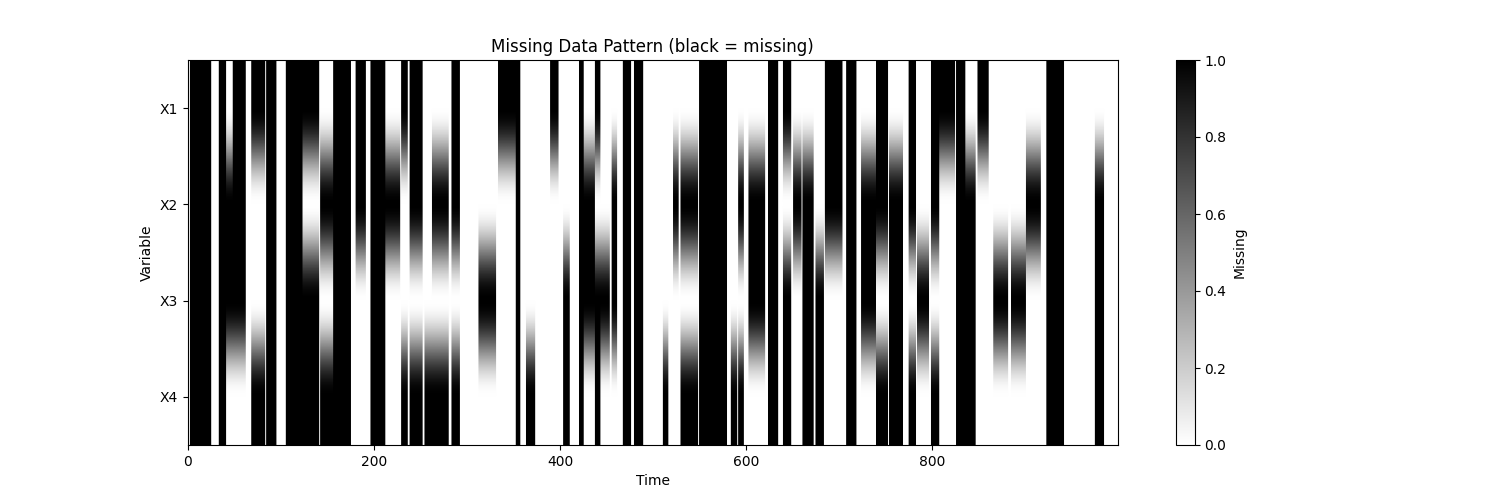 Missing Data Pattern (black = missing)
X1
X2
X3
X4
Variable
0
200
400
600
800
Time
1.0
0.8
0.6
0.4
0.2
0.0
Missing